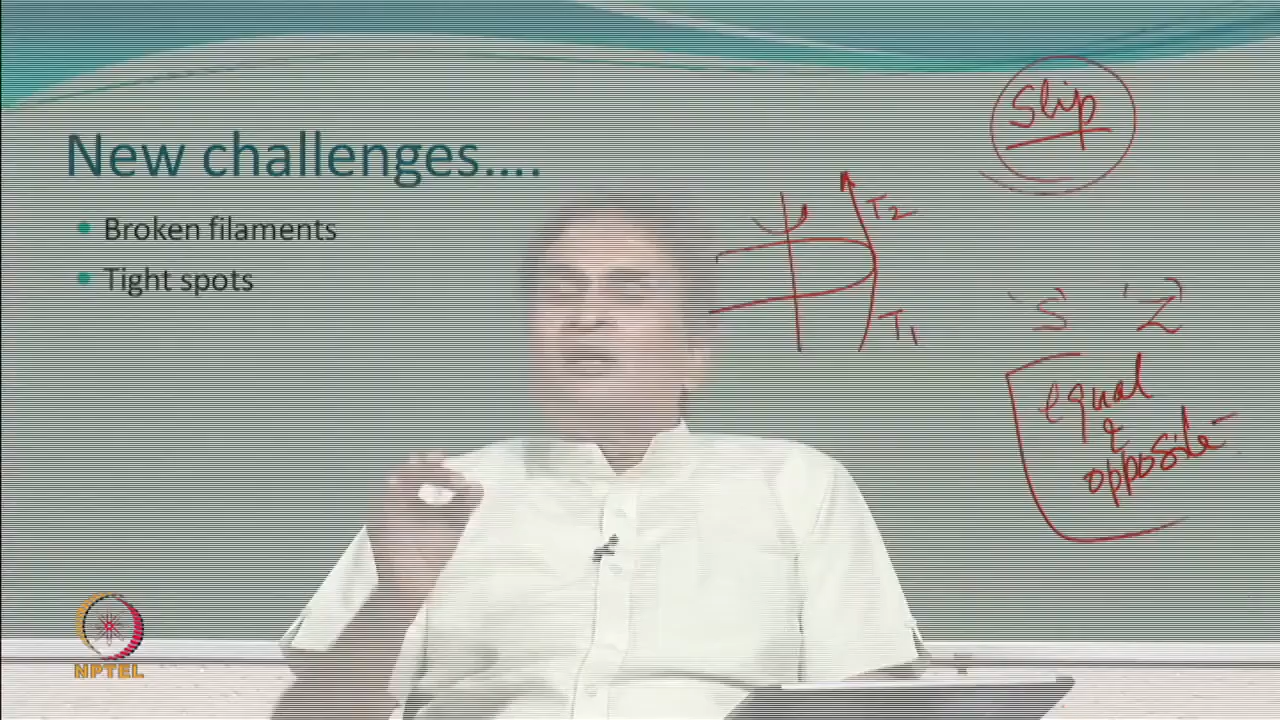 New challenges....
Broken filaments
Tight spots
Slip
T2
T1
'S' 'Z'
equal
&
opposite
NPTEL